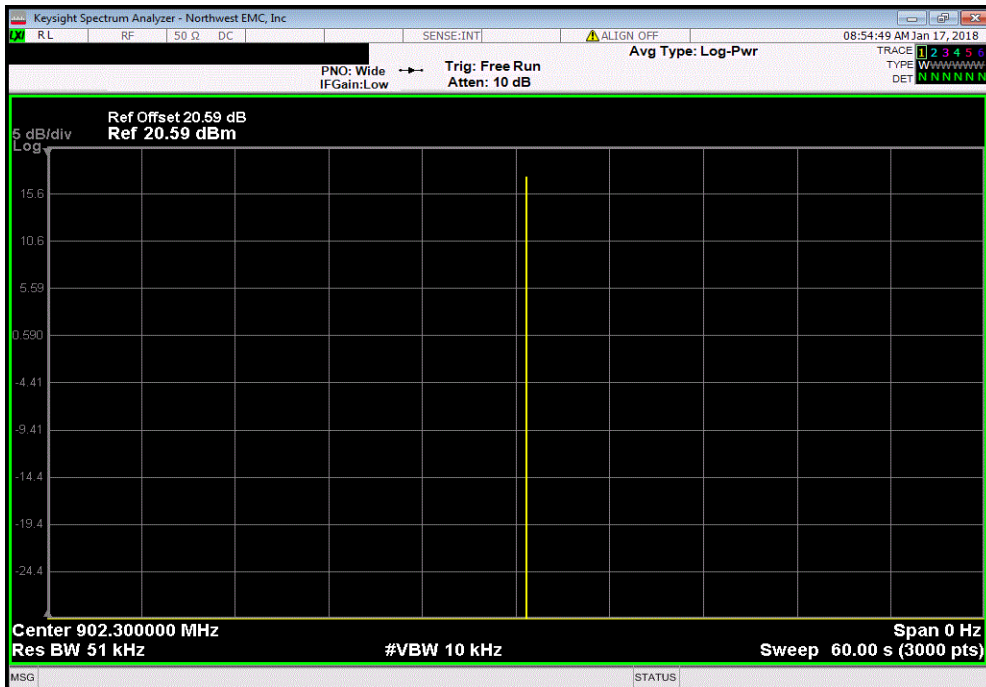 Keysight Spectrum Analyzer - Northwest EMC, Inc
LXI RL RF 50 Ω DC SENSE:INT ALIGN OFF 08:54:49 AM Jan 17, 2018
Avg Type: Log-Pwr TRACE 1 2 3 4 5 6
PNO: Wide Trig: Free Run TYPE WWWWWW
IFGain:Low Atten: 10 dB DET N N N N N N
Ref Offset 20.59 dB
5 dB/div Ref 20.59 dBm
Log
15.6
10.6
5.59
0.590
-4.41
-9.41
-14.4
-19.4
-24.4
Center 902.300000 MHz Span 0 Hz
Res BW 51 kHz #VBW 10 kHz Sweep 60.00 s (3000 pts)
MSG STATUS